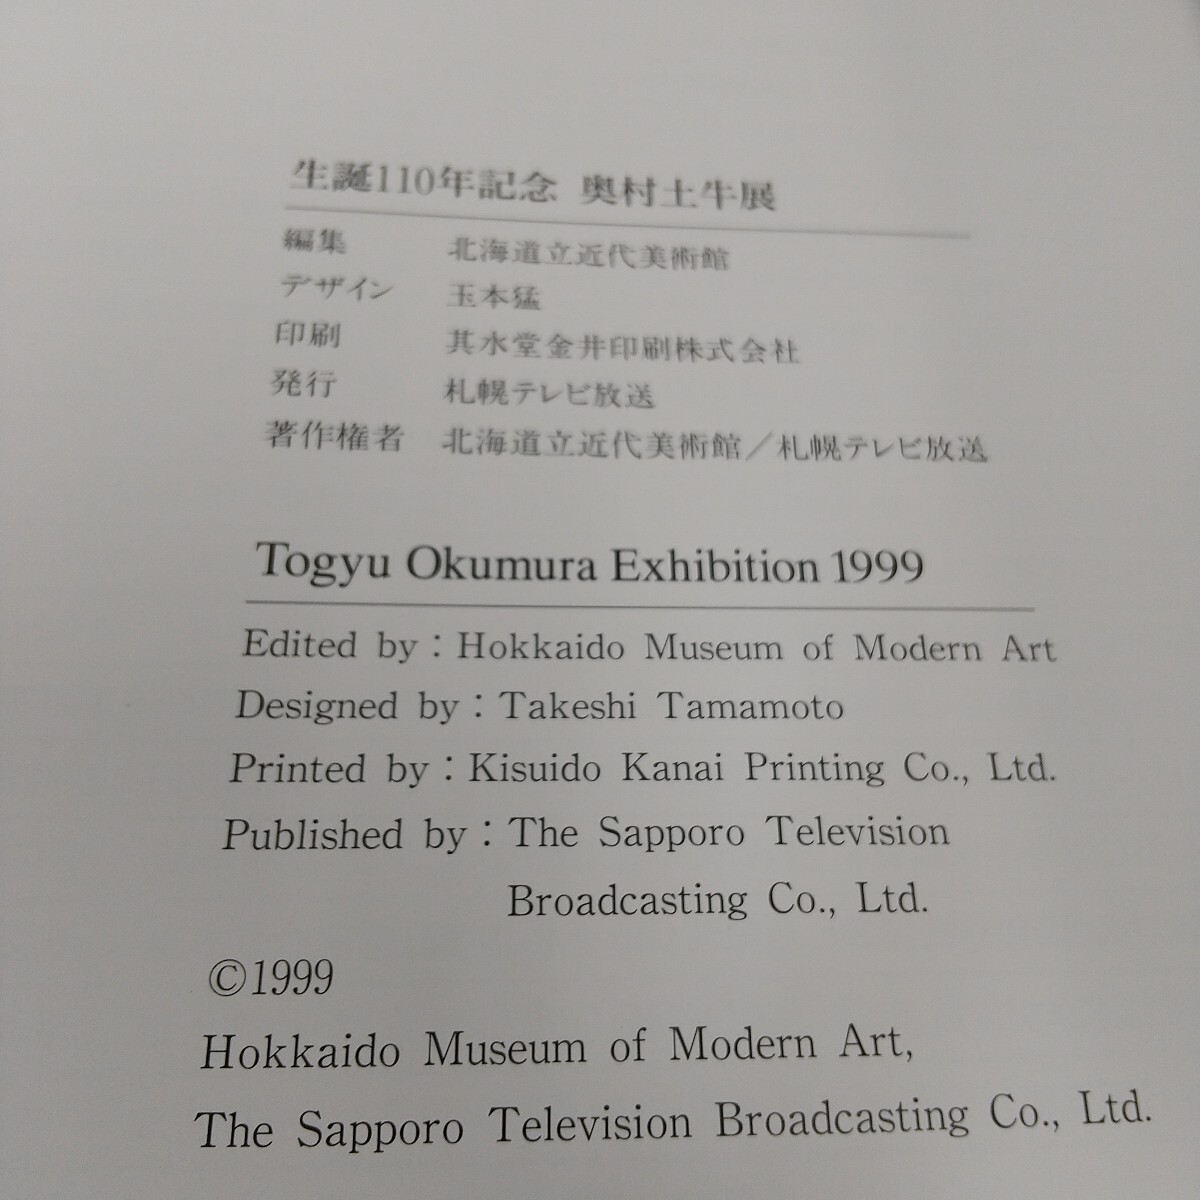 生誕110年記念 奥村土牛展
編集 北海道立近代美術館
デザイン 玉本猛
印刷 其水堂金井印刷株式会社
発行 札幌テレビ放送
著作権者 北海道立近代美術館／札幌テレビ放送
Togyu Okumura Exhibition 1999
Edited by：Hokkaido Museum of Modern Art
Designed by：Takeshi Tamamoto
Printed by：Kisuido Kanai Printing Co., Ltd.
Published by：The Sapporo Television
Broadcasting Co., Ltd.
©1999
Hokkaido Museum of Modern Art,
The Sapporo Television Broadcasting Co., Ltd.